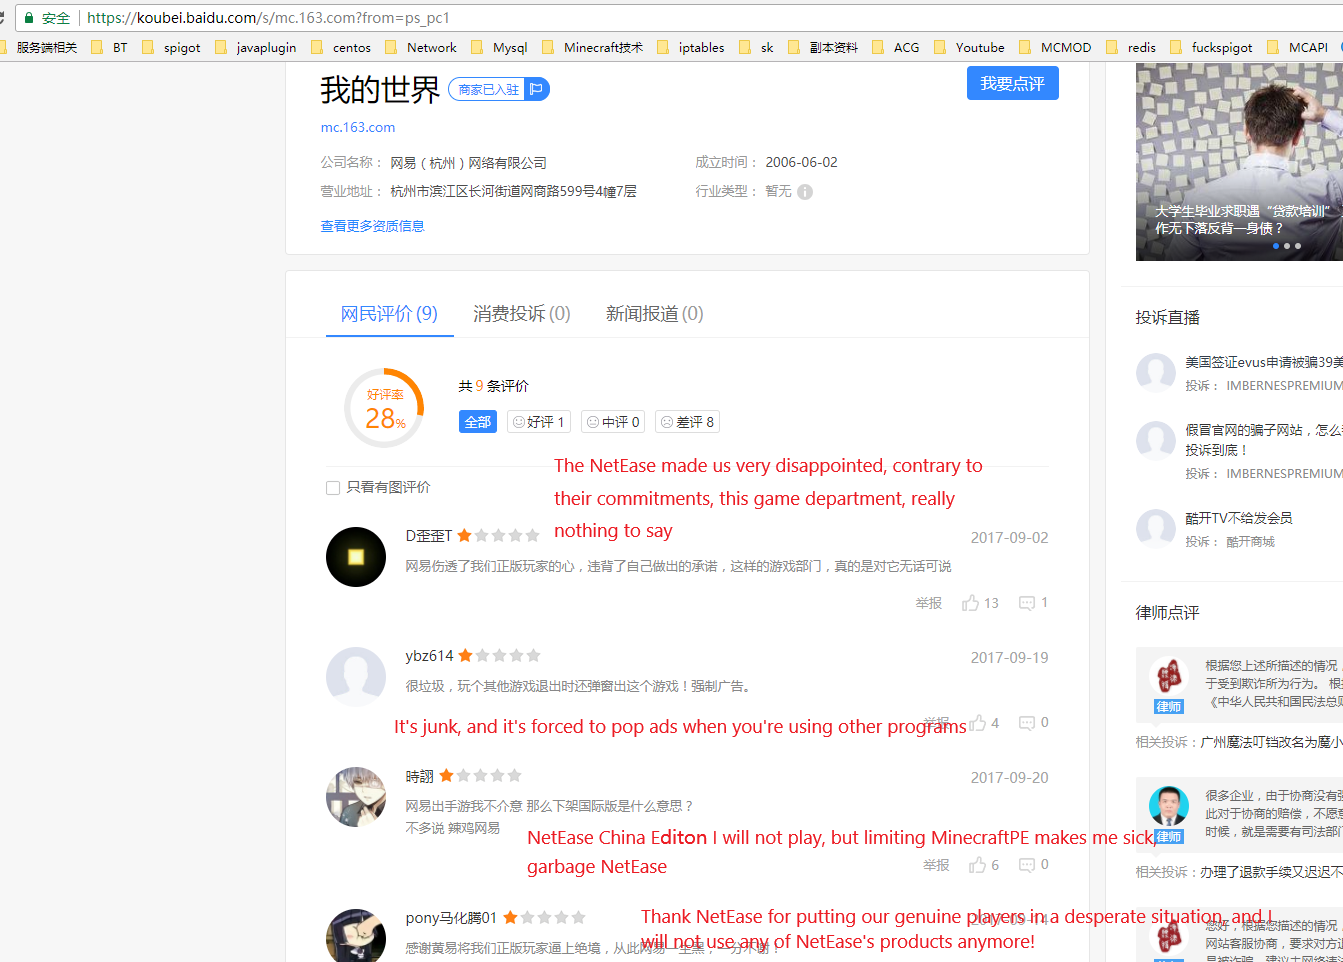 安全 | https://koubei.baidu.com/s/mc.163.com?from=ps_pc1
服务端相关 BT spigot javaplugin centos Network Mysql Minecraft技术 iptables sk 副本资料 ACG Youtube MCMOD redis fuckspigot MCAPI
我的世界 商家已入驻
我要点评
mc.163.com
公司名称： 网易（杭州）网络有限公司
成立时间： 2006-06-02
营业地址： 杭州市滨江区长河街道网商路599号4幢7层
行业类型： 暂无
查看更多资质信息
网民评价(9) 消费投诉(0) 新闻报道(0)
好评率
28%
共 9 条评价
全部 好评 1 中评 0 差评 8
只看有图评价
The NetEase made us very disappointed, contrary to
their commitments, this game department, really
nothing to say
D歪歪T
2017-09-02
网易伤透了我们正版玩家的心，违背了自己做出的承诺，这样的游戏部门，真的是对它无话可说
举报 13 1
ybz614
2017-09-19
很垃圾，玩个其他游戏退出时还弹窗出这个游戏！强制广告。
举报 4 0
It's junk, and it's forced to pop ads when you're using other programs
時詡
2017-09-20
网易出手游我不介意 那么下架国际版是什么意思？
不多说 辣鸡网易
NetEase China Editon I will not play, but limiting MinecraftPE makes me sick,
garbage NetEase
举报 6 0
pony马化腾01
Thank NetEase for putting our genuine players in a desperate situation, and I
will not use any of NetEase's products anymore!
感谢黄易将我们正版玩家逼上绝境，从此网易一生黑，一分不谢！
大学生毕业求职遇“贷款培训”
作无下落反背一身债？
投诉直播
美国签证evus申请被骗39美
投诉： IMBERNESPREMIUM
假冒官网的骗子网站，怎么
投诉到底！
投诉： IMBERNESPREMIUM
酷开TV不给发会员
投诉： 酷开商城
律师点评
律师
根据您上述所描述的情况，
于受到欺诈所为行为。 根
《中华人民共和国民法总则
相关投诉：广州魔法叮铛改名为魔小
律师
很多企业，由于协商没有强
此对于协商的赔偿，不愿意
时候，就是需要有司法部门
相关投诉：办理了退款手续又迟迟不
您好，根据您描述的情况，
网站客服协商，要求对方退
是被诈骗，建议去网络违法